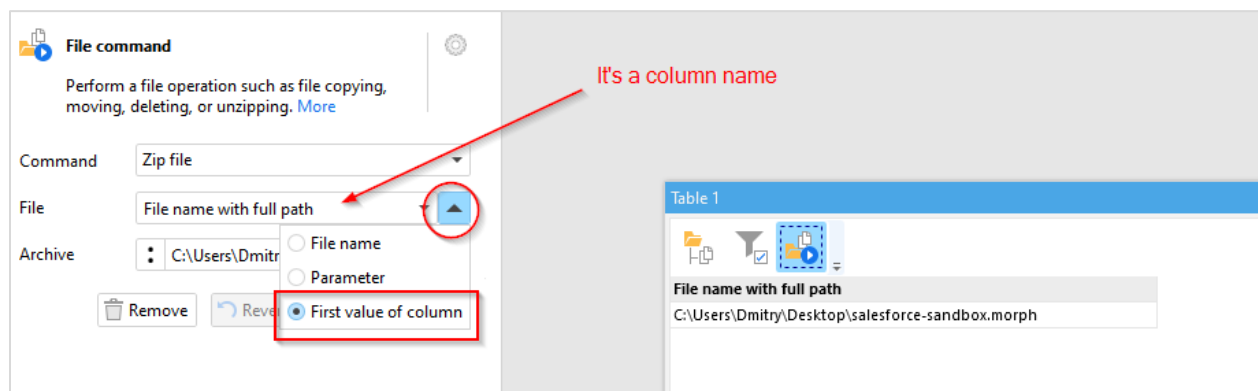 File command
Perform a file operation such as file copying,
moving, deleting, or unzipping. More
It's a column name
Command
Zip file
File
File name with full path
File name
Archive
C:\Users\Dmitr
Parameter
Remove
Reve
First value of column
Table 1
File name with full path
C:\Users\Dmitry\Desktop\salesforce-sandbox.morph